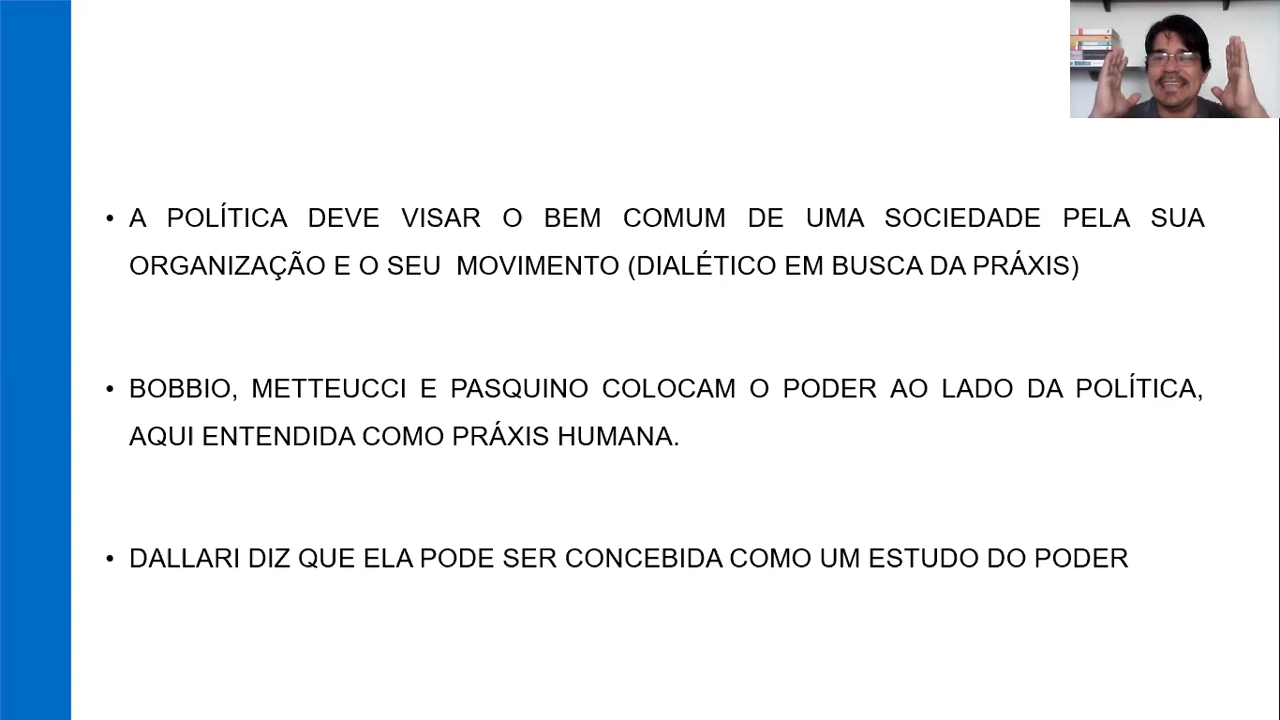 • A POLÍTICA DEVE VISAR O BEM COMUM DE UMA SOCIEDADE PELA SUA
ORGANIZAÇÃO E O SEU MOVIMENTO (DIALÉTICO EM BUSCA DA PRÁXIS)
• BOBBIO, METTEUCCI E PASQUINO COLOCAM O PODER AO LADO DA POLÍTICA,
AQUI ENTENDIDA COMO PRÁXIS HUMANA.
• DALLARI DIZ QUE ELA PODE SER CONCEBIDA COMO UM ESTUDO DO PODER